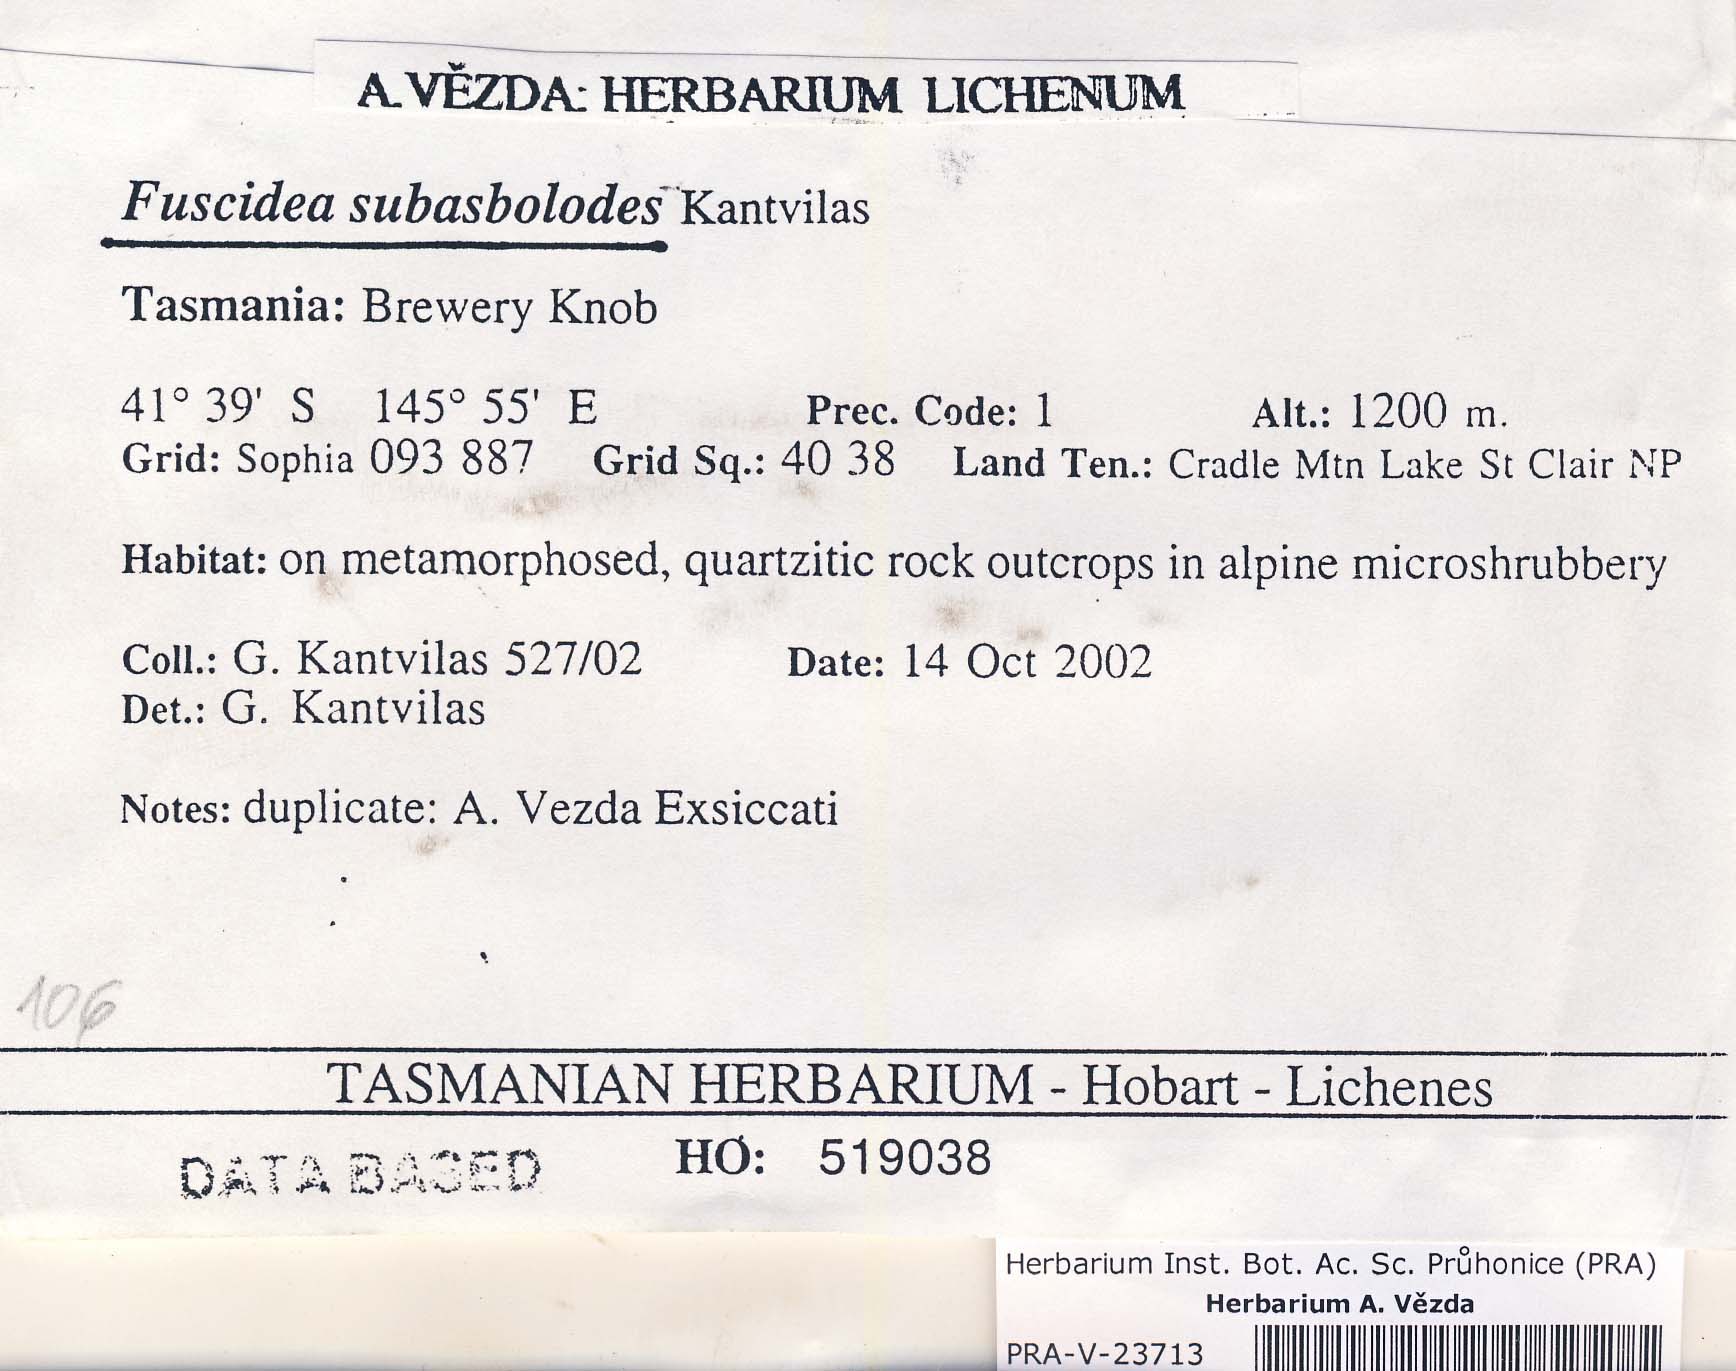 A. VĚZDA: HERBARIUM LICHENUM
Fuscidea subasbolodes Kantvilas
Tasmania: Brewery Knob
41° 39' S 145° 55' E Prec. Code: 1 Alt.: 1200 m.
Grid: Sophia 093 887 Grid Sq.: 40 38 Land Ten.: Cradle Mtn Lake St Clair NP
Habitat: on metamorphosed, quartzitic rock outcrops in alpine microshrubbery
Coll.: G. Kantvilas 527/02 Date: 14 Oct 2002
Det.: G. Kantvilas
Notes: duplicate: A. Vezda Exsiccati
106
TASMANIAN HERBARIUM - Hobart - Lichenes
DATA BASED HO: 519038
Herbarium Inst. Bot. Ac. Sc. Průhonice (PRA)
Herbarium A. Vězda
PRA-V-23713